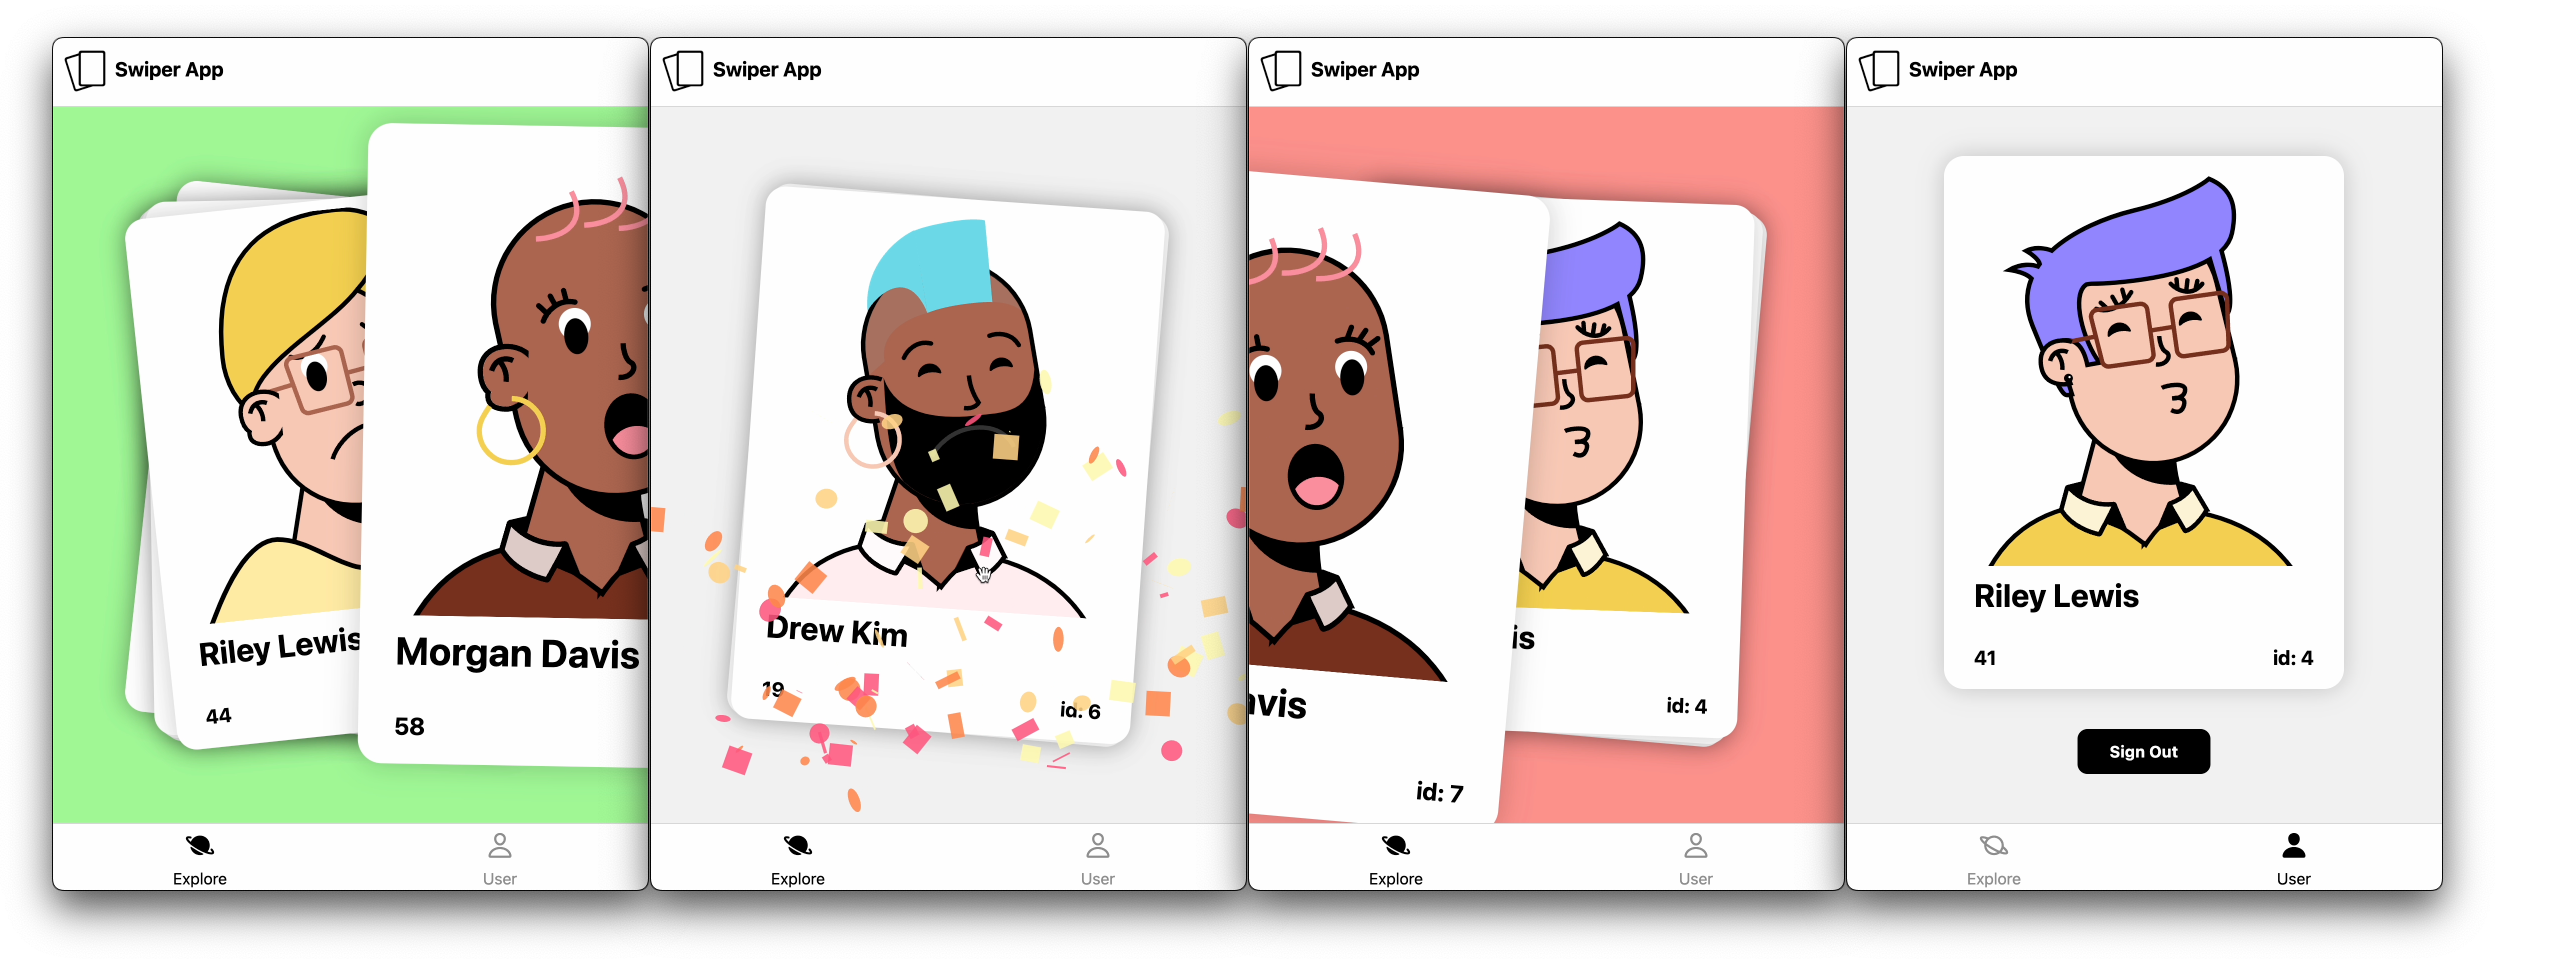 Swiper App
Riley Lewis
44
Morgan Davis
58
Explore
User
Swiper App
Drew Kim
19
id: 6
Explore
User
Swiper App
avis
id: 7
is
id: 4
Explore
User
Swiper App
Riley Lewis
41
id: 4
Sign Out
Explore
User